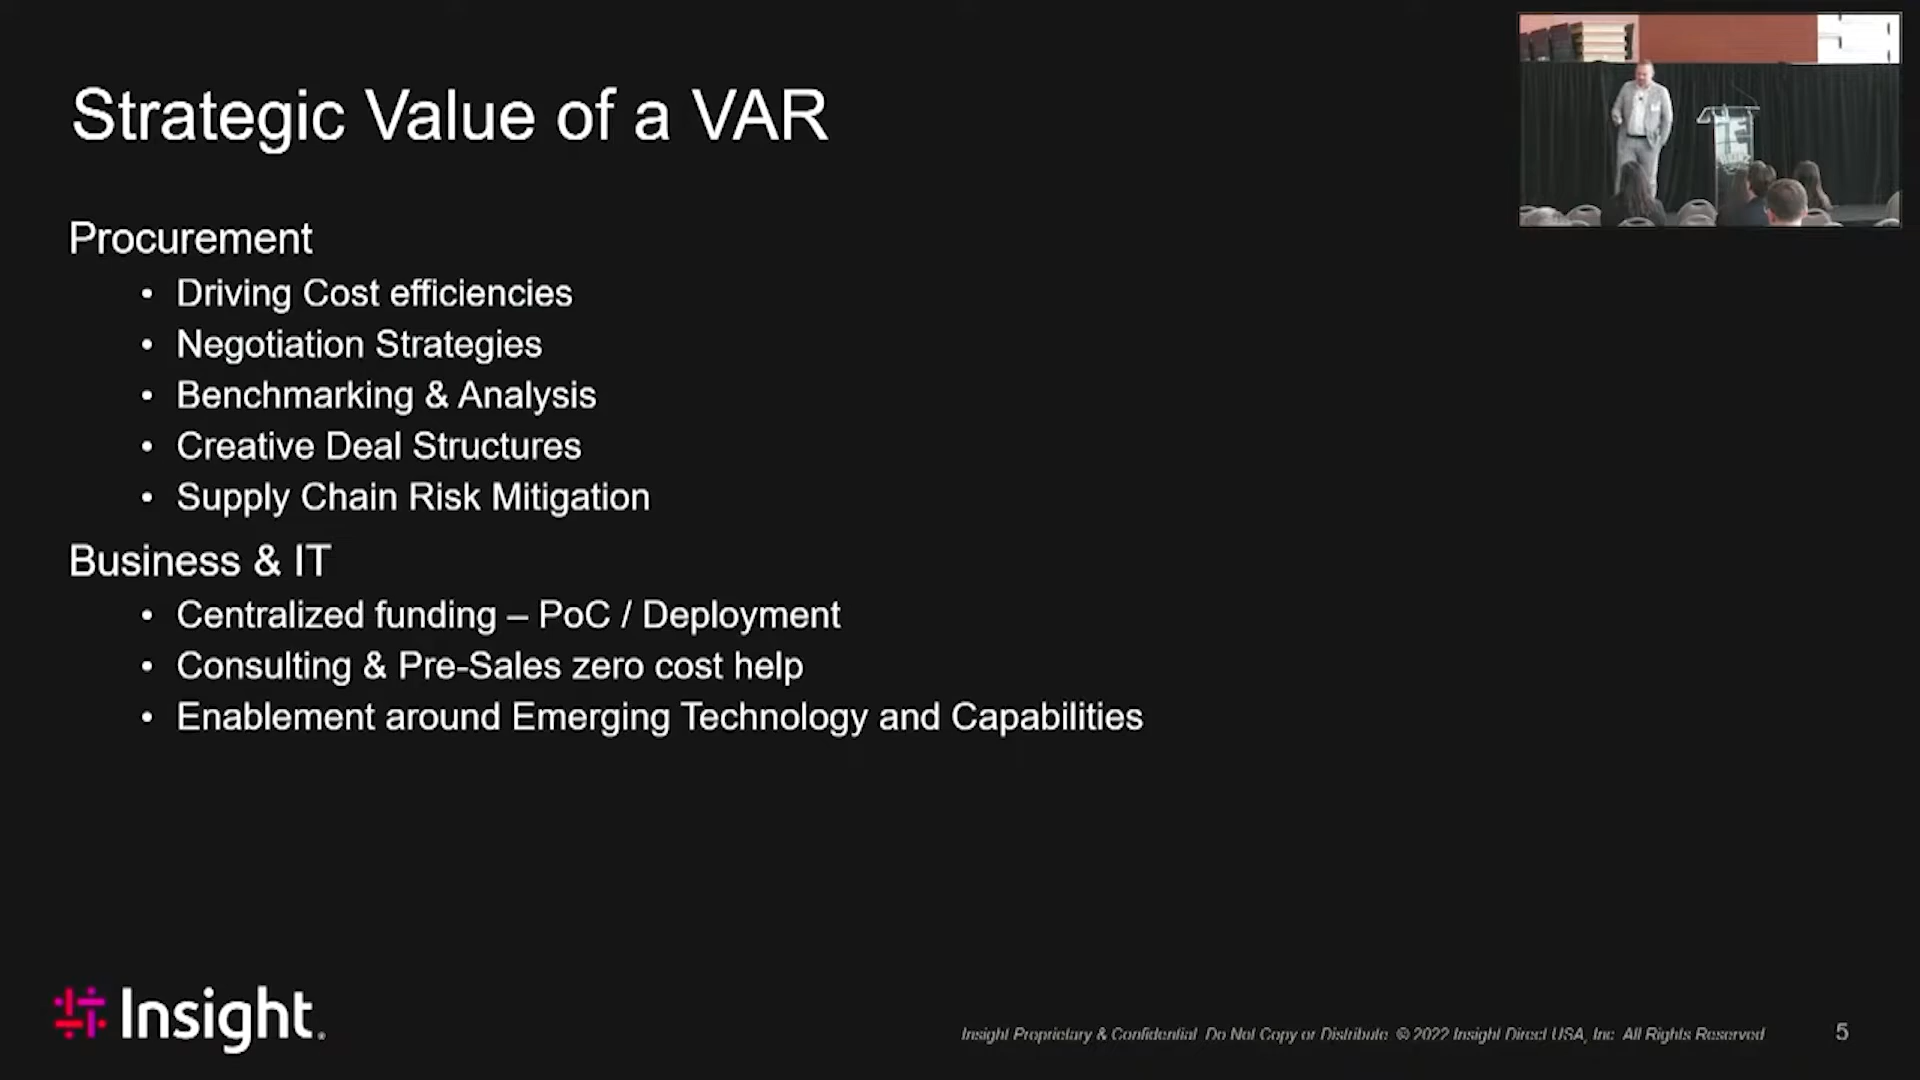 Strategic Value of a VAR
Procurement
• Driving Cost efficiencies
• Negotiation Strategies
• Benchmarking & Analysis
• Creative Deal Structures
• Supply Chain Risk Mitigation
Business & IT
• Centralized funding – PoC / Deployment
• Consulting & Pre-Sales zero cost help
• Enablement around Emerging Technology and Capabilities
Insight.
Insight Proprietary & Confidential Do Not Copy or Distribute © 2022 Insight Direct USA, Inc All Rights Reserved
5